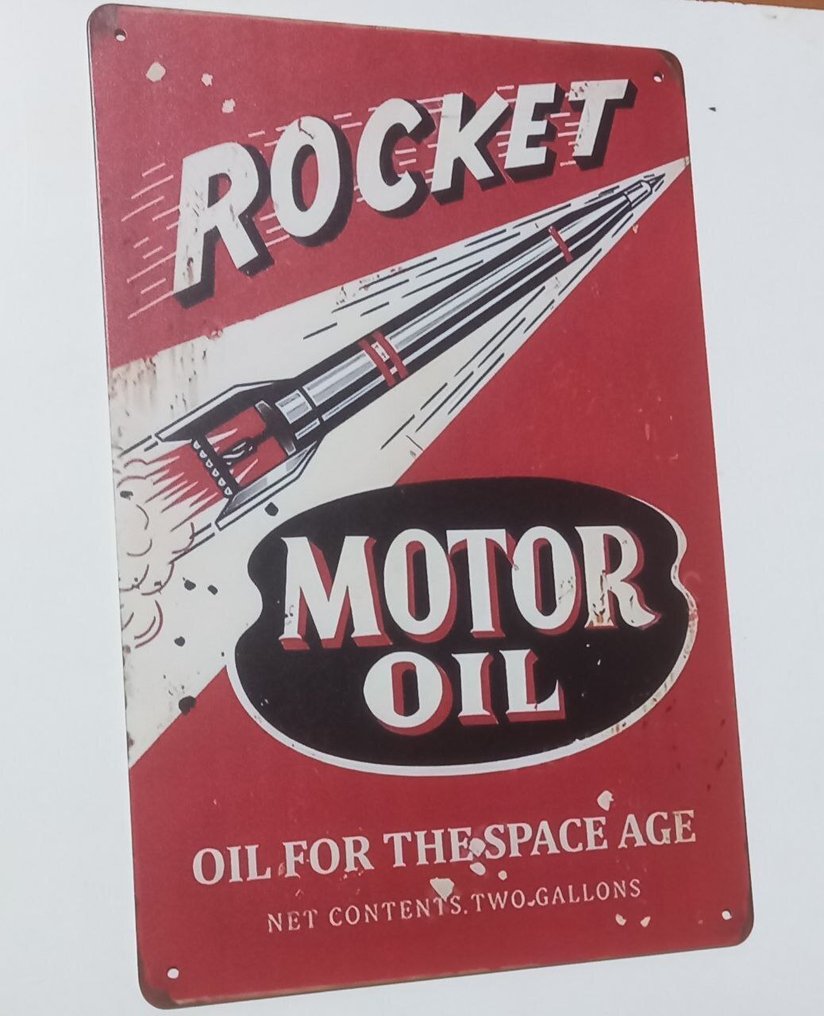 ROCKET
MOTOR
OIL
OIL FOR THE SPACE AGE
NET CONTENTS. TWO-GALLONS